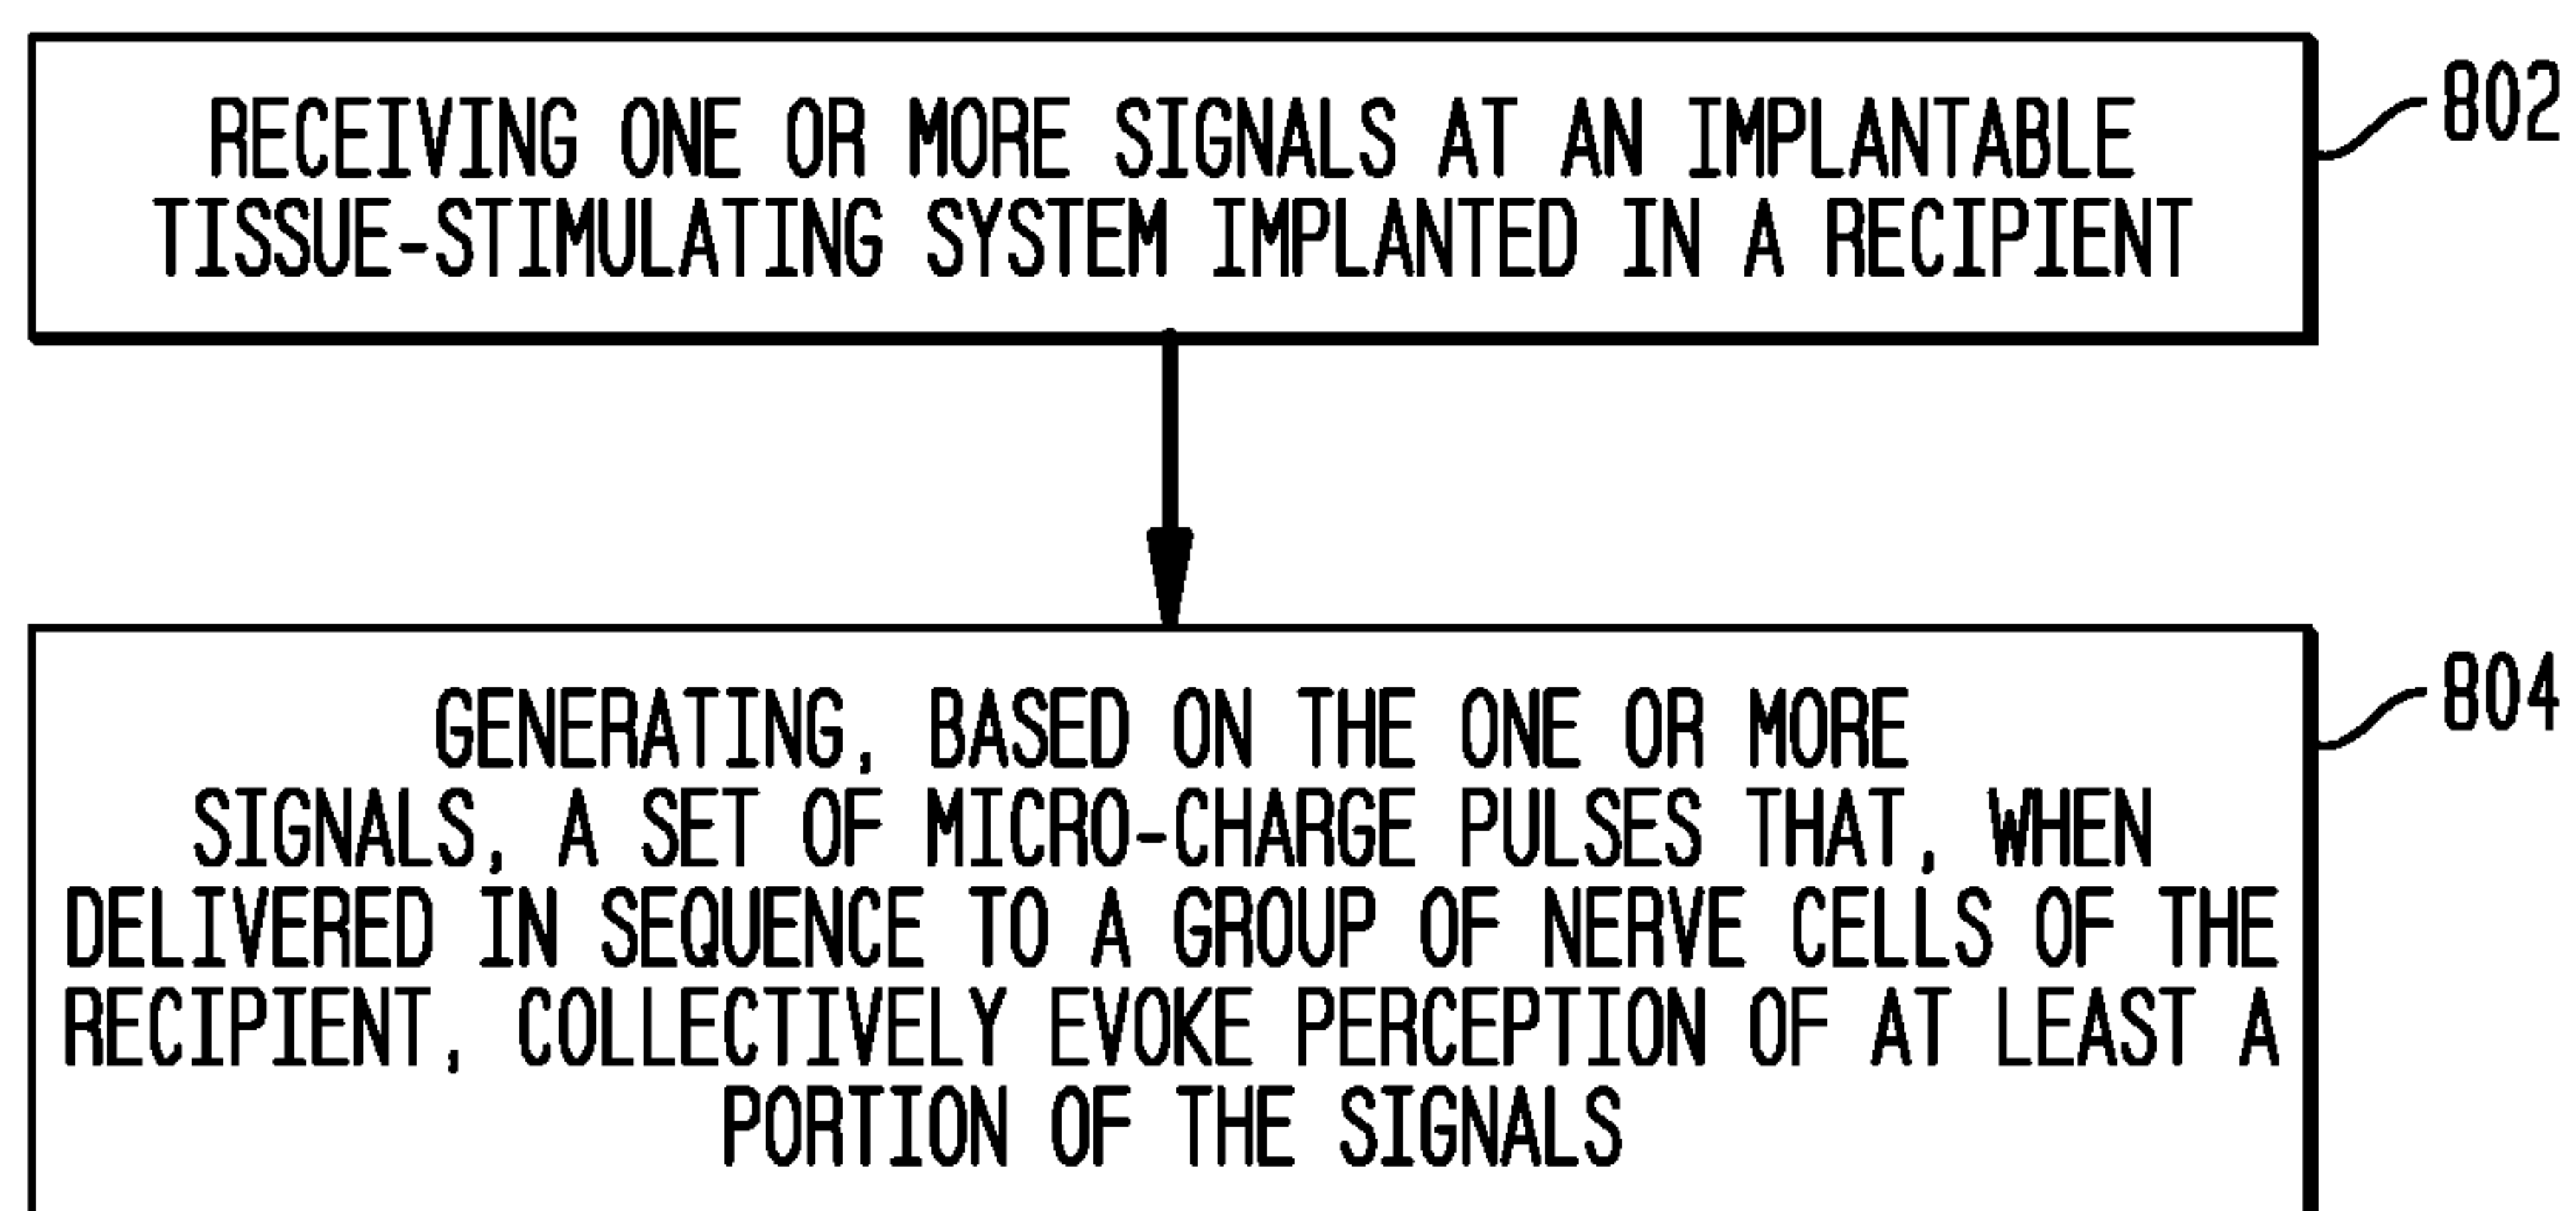 RECEIVING ONE OR MORE SIGNALS AT AN IMPLANTABLE
TISSUE-STIMULATING SYSTEM IMPLANTED IN A RECIPIENT
802
GENERATING, BASED ON THE ONE OR MORE
SIGNALS, A SET OF MICRO-CHARGE PULSES THAT, WHEN
DELIVERED IN SEQUENCE TO A GROUP OF NERVE CELLS OF THE
RECIPIENT, COLLECTIVELY EVOKE PERCEPTION OF AT LEAST A
PORTION OF THE SIGNALS
804